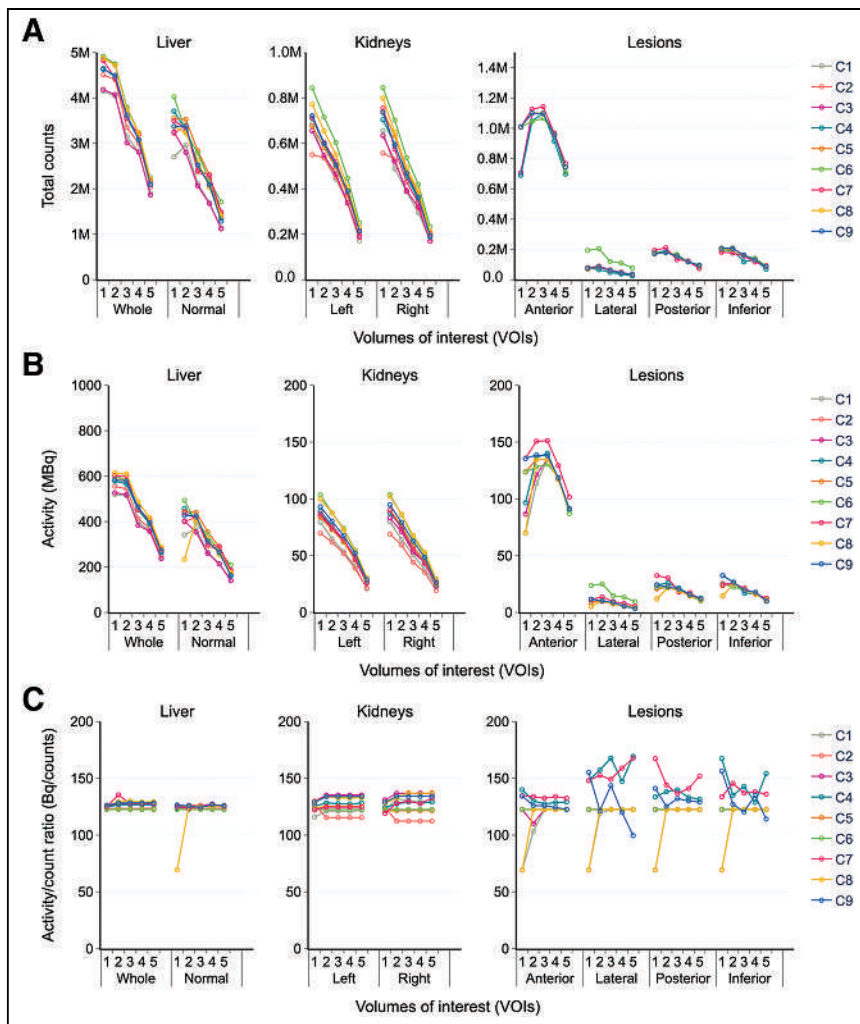 A
Liver Kidneys Lesions
Total counts
5M
4M
3M
2M
1M
0
1.0M
0.8M
0.6M
0.4M
0.2M
0.0
1.4M
1.2M
1.0M
0.8M
0.6M
0.4M
0.2M
0.0
1 2 3 4 5 1 2 3 4 5 1 2 3 4 5 1 2 3 4 5 1 2 3 4 5 1 2 3 4 5 1 2 3 4 5 1 2 3 4 5
Whole Normal Left Right Anterior Lateral Posterior Inferior
Volumes of interest (VOIs)
C1
C2
C3
C4
C5
C6
C7
C8
C9
B
Liver Kidneys Lesions
Activity (MBq)
1000
800
600
400
200
0
200
150
100
50
0
200
150
100
50
0
1 2 3 4 5 1 2 3 4 5 1 2 3 4 5 1 2 3 4 5 1 2 3 4 5 1 2 3 4 5 1 2 3 4 5 1 2 3 4 5
Whole Normal Left Right Anterior Lateral Posterior Inferior
Volumes of interest (VOIs)
C1
C2
C3
C4
C5
C6
C7
C8
C9
C
Liver Kidneys Lesions
Activity/count ratio (Bq/counts)
200
150
100
50
0
200
150
100
50
0
200
150
100
50
0
1 2 3 4 5 1 2 3 4 5 1 2 3 4 5 1 2 3 4 5 1 2 3 4 5 1 2 3 4 5 1 2 3 4 5 1 2 3 4 5
Whole Normal Left Right Anterior Lateral Posterior Inferior
Volumes of interest (VOIs)
C1
C2
C3
C4
C5
C6
C7
C8
C9